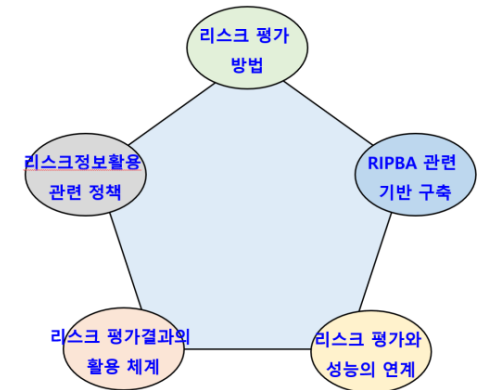 리스크 평가
방법
리스크정보활용
관련 정책
RIPBA 관련
기반 구축
리스크 평가결과의
활용 체계
리스크 평가와
성능의 연계